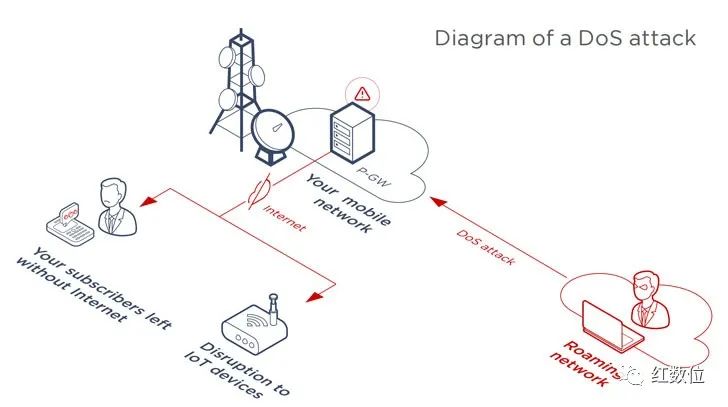 Diagram of a DoS attack
P-GW
Your mobile
network
Internet
DoS attack
Your subscribers left
without Internet
Disruption to
IoT devices
Roaming
network
红数位